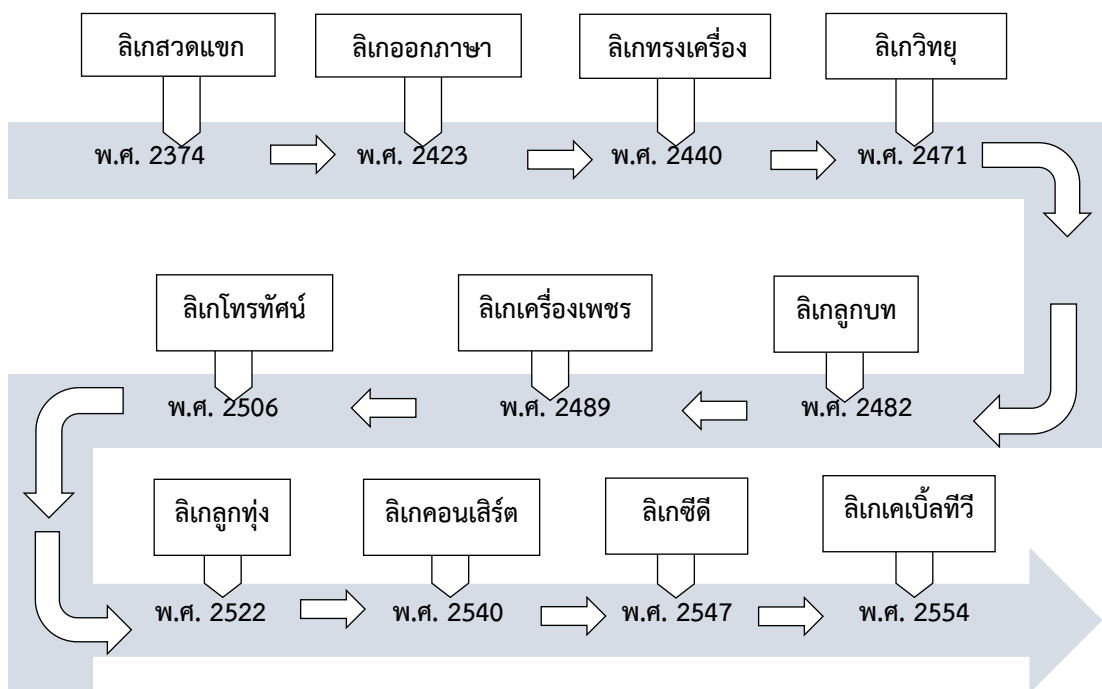 ลิเกสวดแขก
ลิเกออกภาษา
ลิเกทรงเครื่อง
ลิเกวิทยุ
พ.ศ. 2374
พ.ศ. 2423
พ.ศ. 2440
พ.ศ. 2471
ลิเกโทรทัศน์
ลิเกเครื่องเพชร
ลิเกลูกบท
พ.ศ. 2506
พ.ศ. 2489
พ.ศ. 2482
ลิเกลูกทุ่ง
ลิเกคอนเสิร์ต
ลิเกซีดี
ลิเกเคเบิ้ลทีวี
พ.ศ. 2522
พ.ศ. 2540
พ.ศ. 2547
พ.ศ. 2554